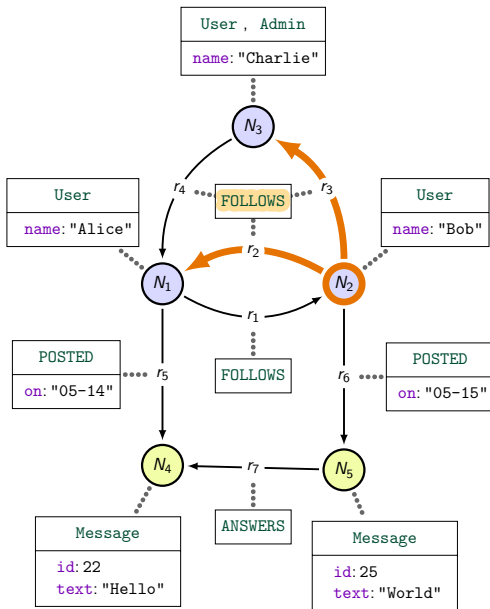 User , Admin
name: "Charlie"
N3
r4
FOLLOWS
r3
User
name: "Alice"
User
name: "Bob"
r2
N1
N2
r1
POSTED
on: "05-14"
r5
FOLLOWS
r6
POSTED
on: "05-15"
N4
r7
N5
ANSWERS
Message
id: 22
text: "Hello"
Message
id: 25
text: "World"